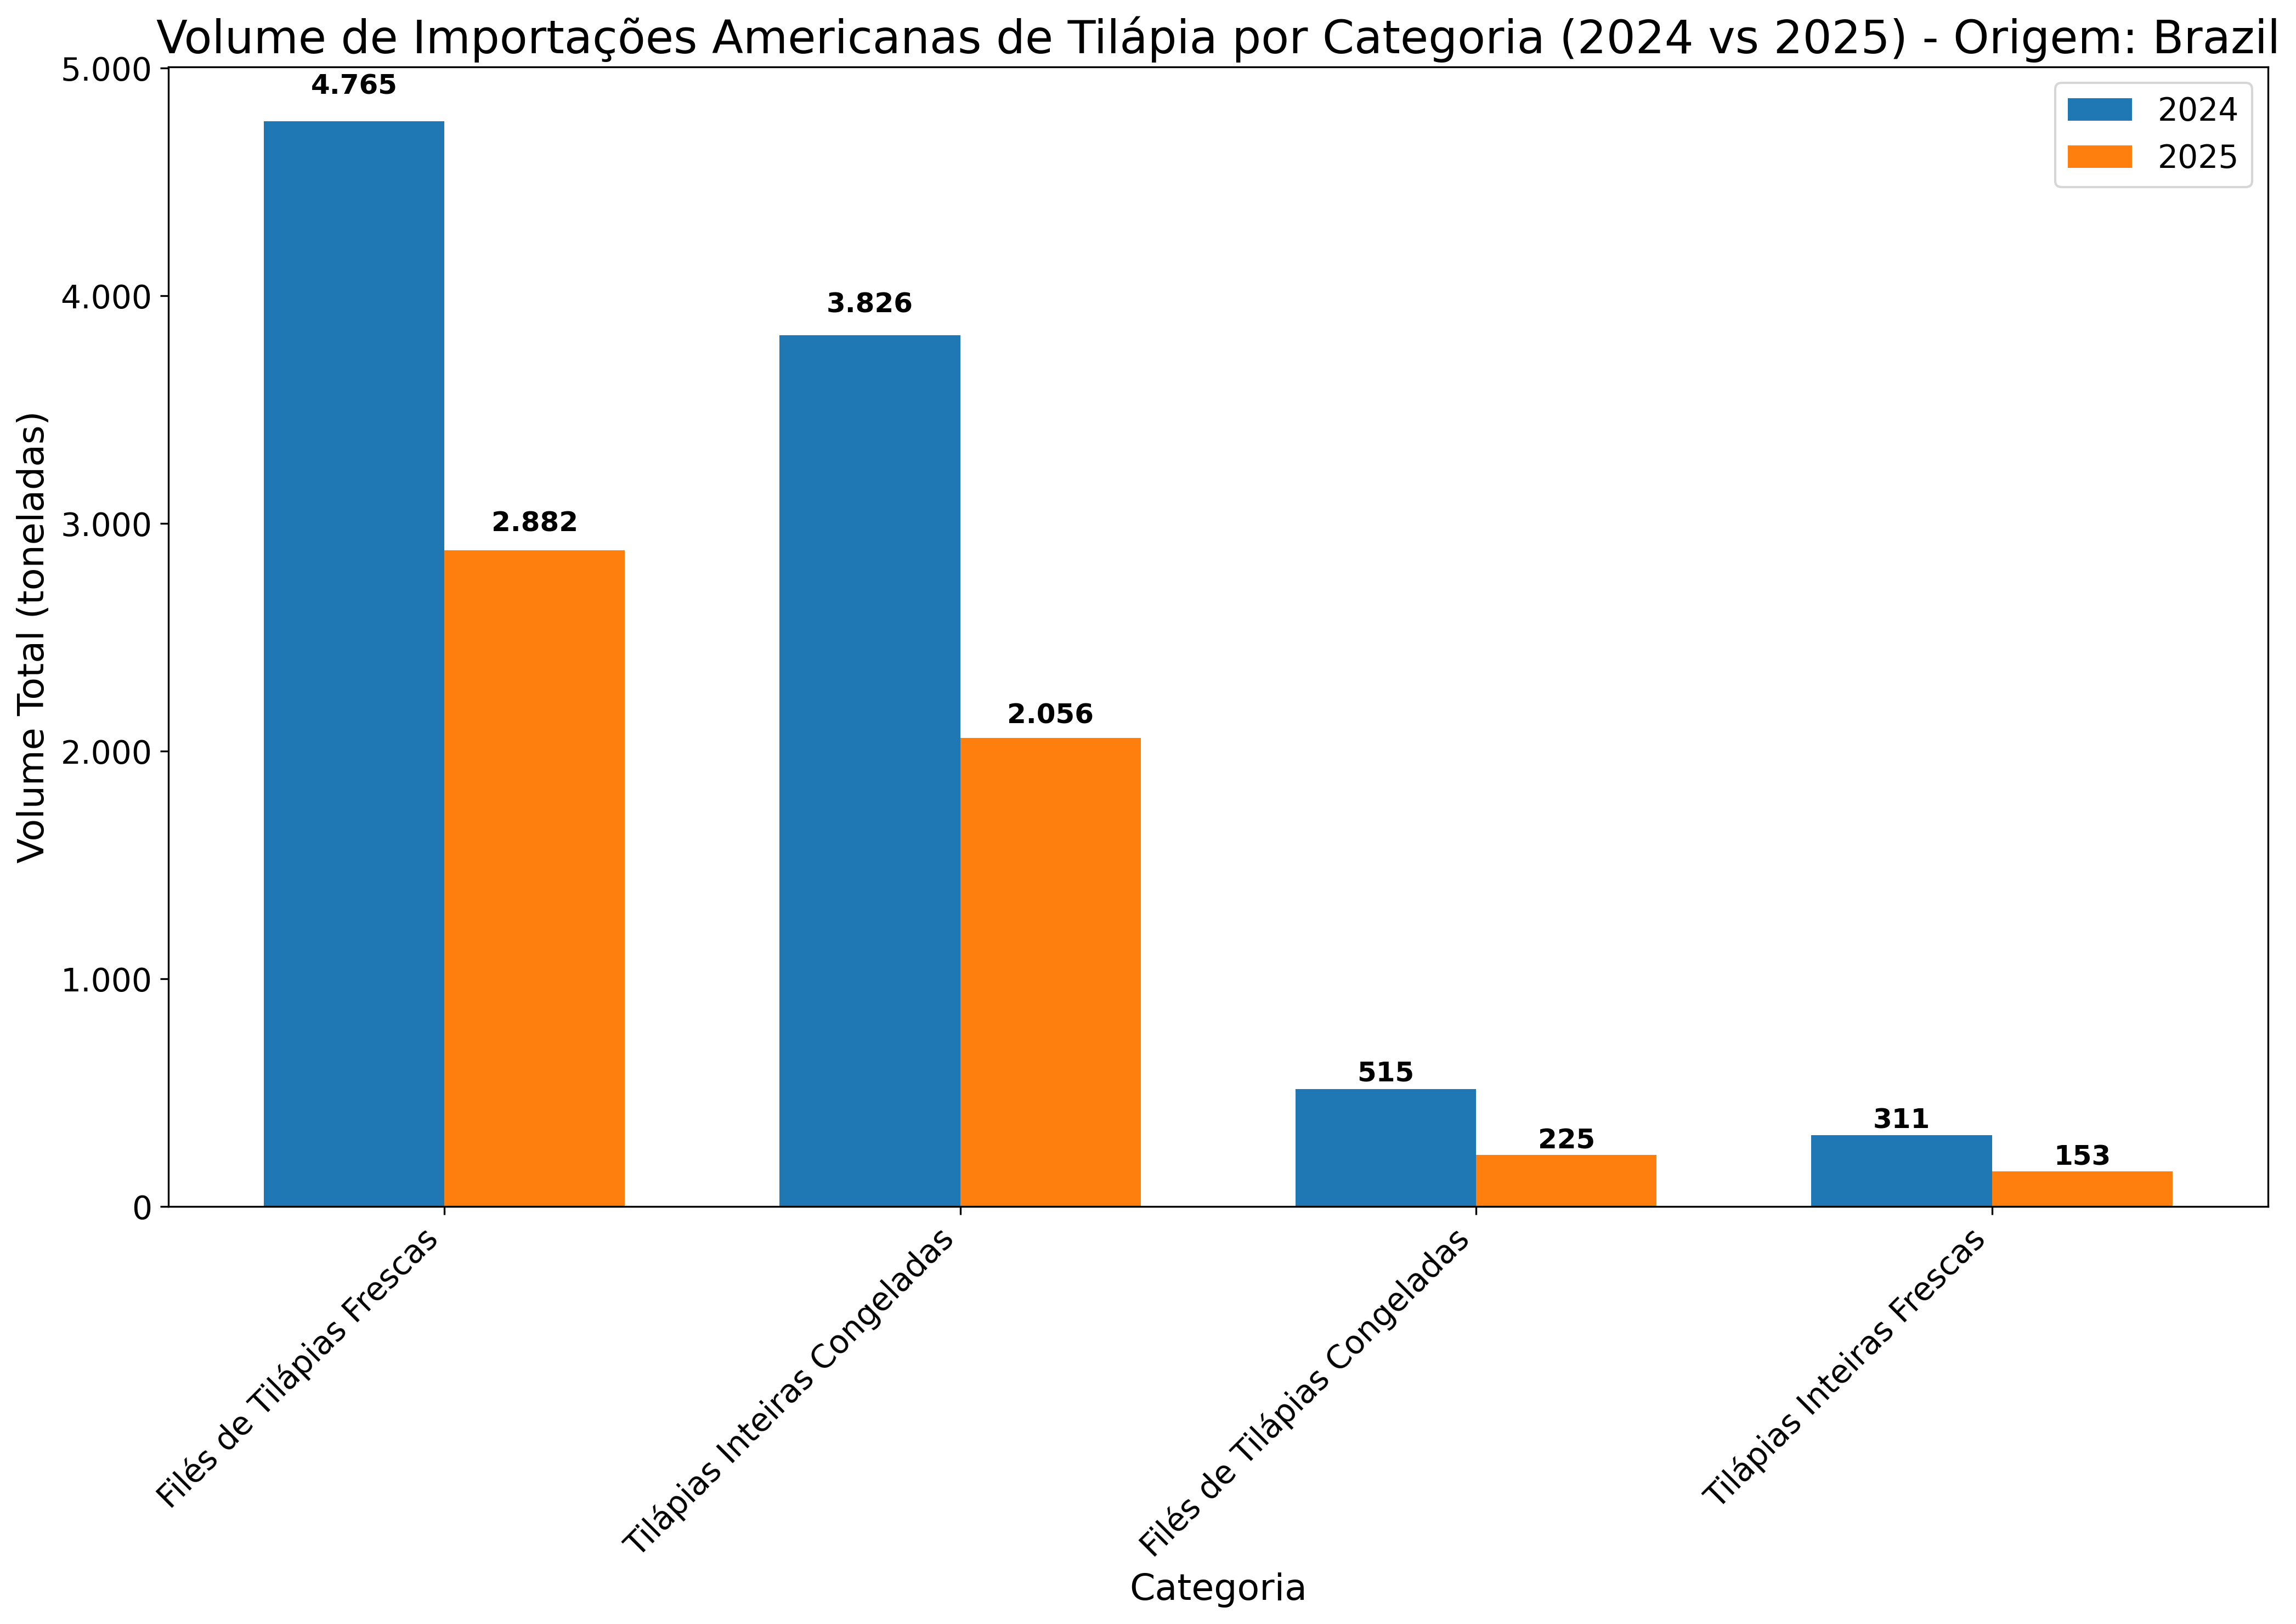 Volume de Importações Americanas de Tilápia por Categoria (2024 vs 2025) - Origem: Brazil
2024
2025
Volume Total (toneladas)
5.000
4.000
3.000
2.000
1.000
0
4.765
2.882
3.826
2.056
515
225
311
153
Filés de Tilápias Frescas
Tilápias Inteiras Congeladas
Filés de Tilápias Congeladas
Tilápias Inteiras Frescas
Categoria